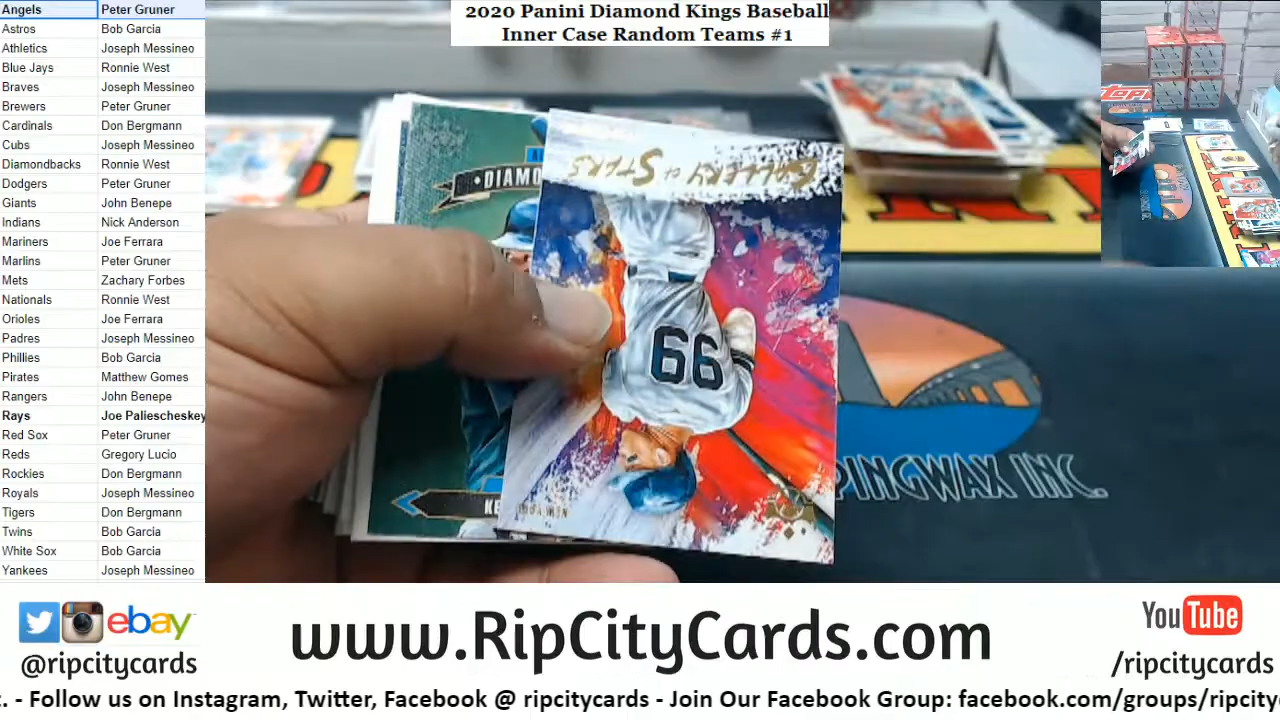 2020 Panini Diamond Kings Baseball
Inner Case Random Teams #1
Angels Peter Gruner
Astros Bob Garcia
Athletics Joseph Messineo
Blue Jays Ronnie West
Braves Joseph Messineo
Brewers Peter Gruner
Cardinals Don Bergmann
Cubs Joseph Messineo
Diamondbacks Ronnie West
Dodgers Peter Gruner
Giants John Benepe
Indians Nick Anderson
Mariners Joe Ferrara
Marlins Peter Gruner
Mets Zachary Forbes
Nationals Ronnie West
Orioles Joe Ferrara
Padres Joseph Messineo
Phillies Bob Garcia
Pirates Matthew Gomes
Rangers John Benepe
Rays Joe Paliescheskey
Red Sox Peter Gruner
Reds Gregory Lucio
Rockies Don Bergmann
Royals Joseph Messineo
Tigers Don Bergmann
Twins Bob Garcia
White Sox Bob Garcia
Yankees Joseph Messineo
GALLERY of STARS
DIAMO
99
KE
PINGWAX INC.
ebay
@ripcitycards
www.RipCityCards.com
YouTube
/ripcitycards
. - Follow us on Instagram, Twitter, Facebook @ ripcitycards - Join Our Facebook Group: facebook.com/groups/ripcity